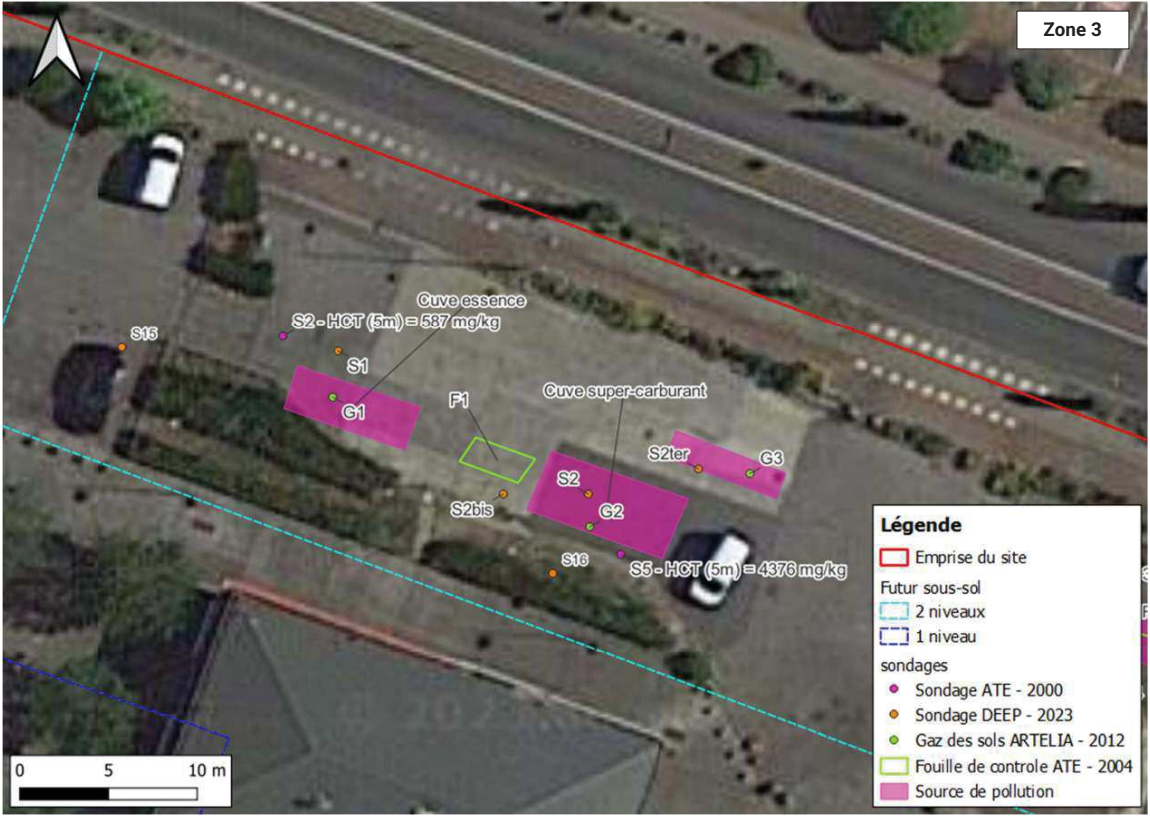 Zone 3
Cuve essence
S2 - HCT (5m) = 587 mg/kg
S15
S1
G1
F1
Cuve super-carburant
S2ter
G3
S2
S2bis
G2
S16
S5 - HCT (5m) = 4376 mg/kg
Légende
Emprise du site
Futur sous-sol
2 niveaux
1 niveau
sondages
Sondage ATE - 2000
Sondage DEEP - 2023
Gaz des sols ARTELIA - 2012
Fouille de controle ATE - 2004
Source de pollution
0 5 10 m